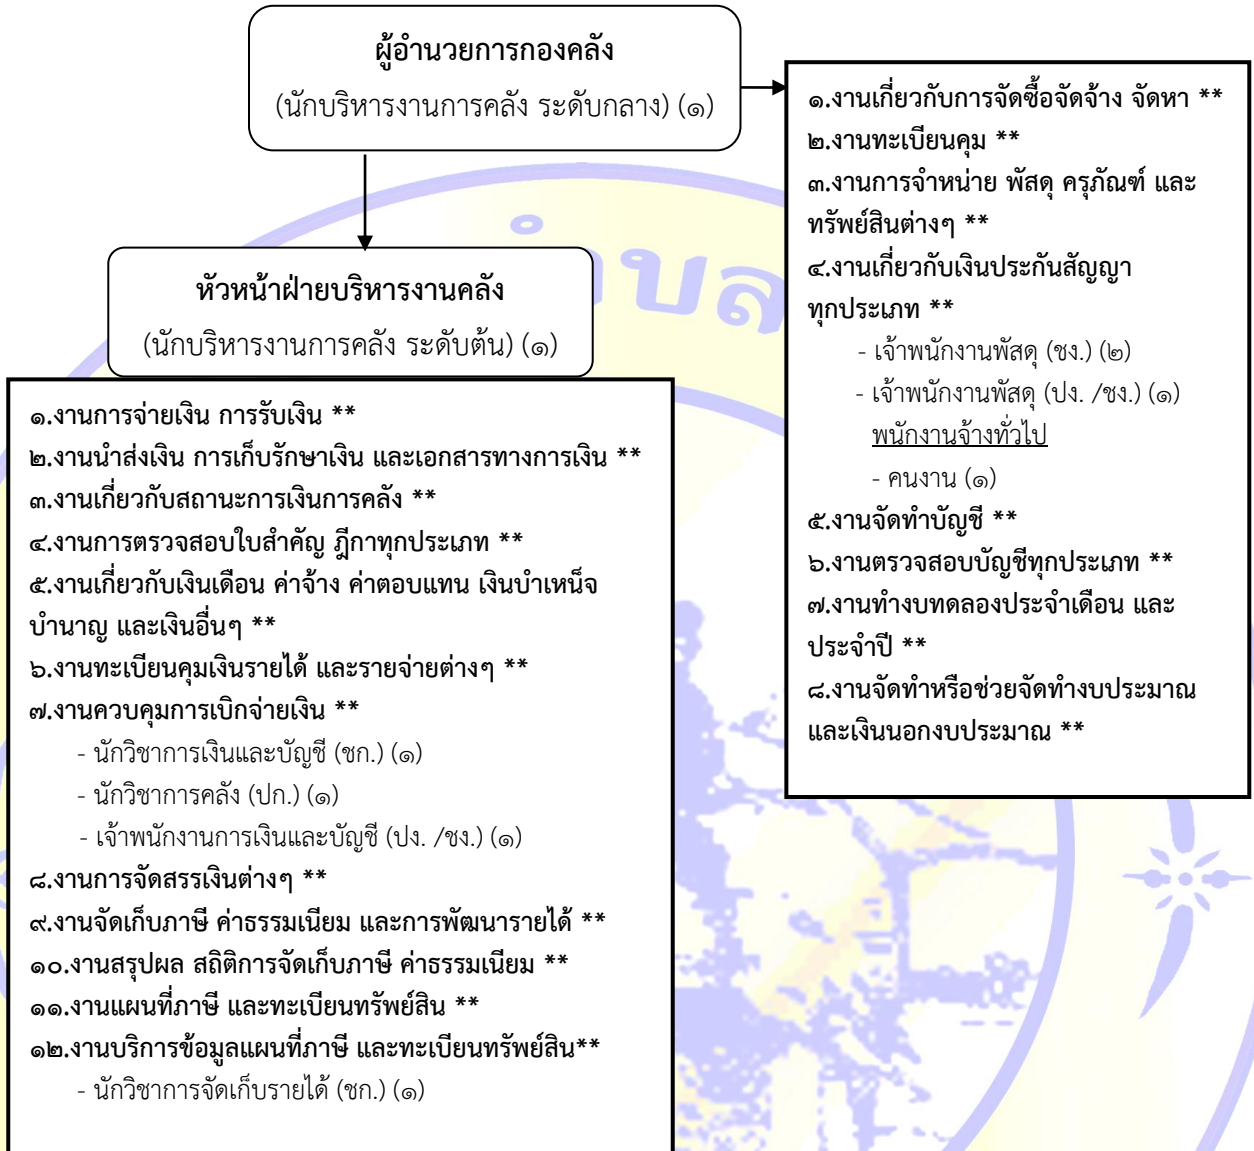 ผู้อำนวยการกองคลัง
(นักบริหารงานการคลัง ระดับกลาง) (๑)
หัวหน้าฝ่ายบริหารงานคลัง
(นักบริหารงานการคลัง ระดับต้น) (๑)
๑.งานการจ่ายเงิน การรับเงิน **
๒.งานนำส่งเงิน การเก็บรักษาเงิน และเอกสารทางการเงิน **
๓.งานเกี่ยวกับสถานะการเงินการคลัง **
๔.งานการตรวจสอบใบสำคัญ ฎีกาทุกประเภท **
๕.งานเกี่ยวกับเงินเดือน ค่าจ้าง ค่าตอบแทน เงินบำเหน็จ
บำนาญ และเงินอื่นๆ **
๖.งานทะเบียนคุมเงินรายได้ และรายจ่ายต่างๆ **
๗.งานควบคุมการเบิกจ่ายเงิน **
- นักวิชาการเงินและบัญชี (ชก.) (๑)
- นักวิชาการคลัง (ปก.) (๑)
- เจ้าพนักงานการเงินและบัญชี (ปง. /ชง.) (๑)
๘.งานการจัดสรรเงินต่างๆ **
๙.งานจัดเก็บภาษี ค่าธรรมเนียม และการพัฒนารายได้ **
๑๐.งานสรุปผล สถิติการจัดเก็บภาษี ค่าธรรมเนียม **
๑๑.งานแผนที่ภาษี และทะเบียนทรัพย์สิน **
๑๒.งานบริการข้อมูลแผนที่ภาษี และทะเบียนทรัพย์สิน**
- นักวิชาการจัดเก็บรายได้ (ชก.) (๑)
๑.งานเกี่ยวกับการจัดซื้อจัดจ้าง จัดหา **
๒.งานทะเบียนคุม **
๓.งานการจำหน่าย พัสดุ ครุภัณฑ์ และ
ทรัพย์สินต่างๆ **
๔.งานเกี่ยวกับเงินประกันสัญญา
ทุกประเภท **
- เจ้าพนักงานพัสดุ (ชง.) (๒)
- เจ้าพนักงานพัสดุ (ปง. /ชง.) (๑)
พนักงานจ้างทั่วไป
- คนงาน (๑)
๕.งานจัดทำบัญชี **
๖.งานตรวจสอบบัญชีทุกประเภท **
๗.งานทำงบทดลองประจำเดือน และ
ประจำปี **
๘.งานจัดทำหรือช่วยจัดทำงบประมาณ
และเงินนอกงบประมาณ **